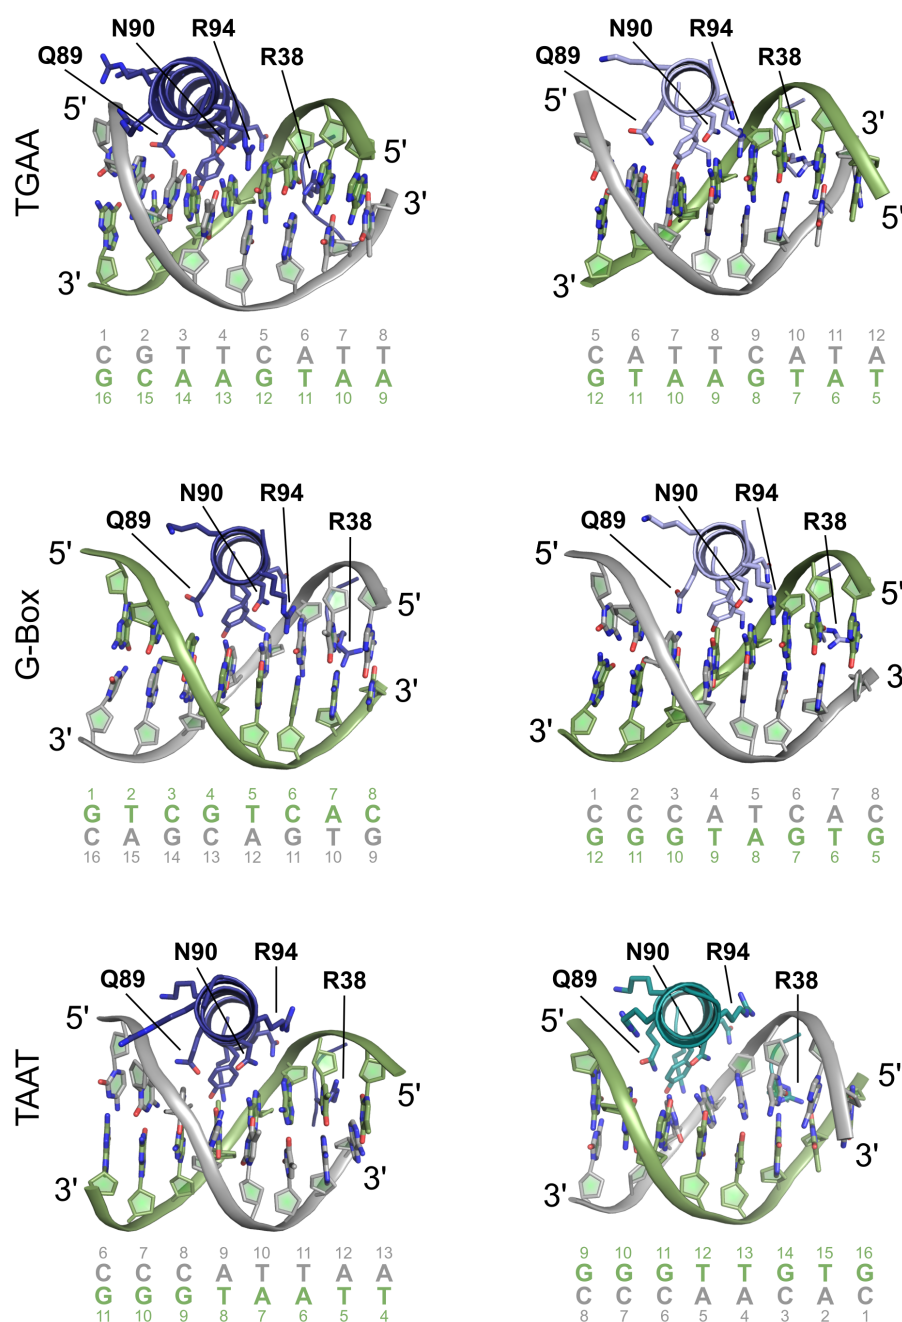 TGAA
N90 R94
Q89 R38
5'
5'
3'
3'
1 2 3 4 5 6 7 8
C G T T C A T T
G C A A G T A A
16 15 14 13 12 11 10 9
N90 R94
Q89 R38
5'
3'
5'
3'
5 6 7 8 9 10 11 12
C A T T C A T A
G T A A G T A T
12 11 10 9 8 7 6 5
G-Box
N90 R94
Q89 R38
5'
5'
3'
3'
1 2 3 4 5 6 7 8
G T C G T C A C
C A G C A G T G
16 15 14 13 12 11 10 9
N90 R94
Q89 R38
5'
5'
3
3'
1 2 3 4 5 6 7 8
C C C A T C A C
G G G T A G T G
12 11 10 9 8 7 6 5
TAAT
N90 R94
Q89 R38
5'
5'
3'
3'
6 7 8 9 10 11 12 13
C C C A T T A A
G G G T A A T T
11 10 9 8 7 6 5 4
N90 R94
Q89 R38
5'
5'
3'
3'
9 10 11 12 13 14 15 16
G G G T T G T G
C C C A A C A C
8 7 6 5 4 3 2 1